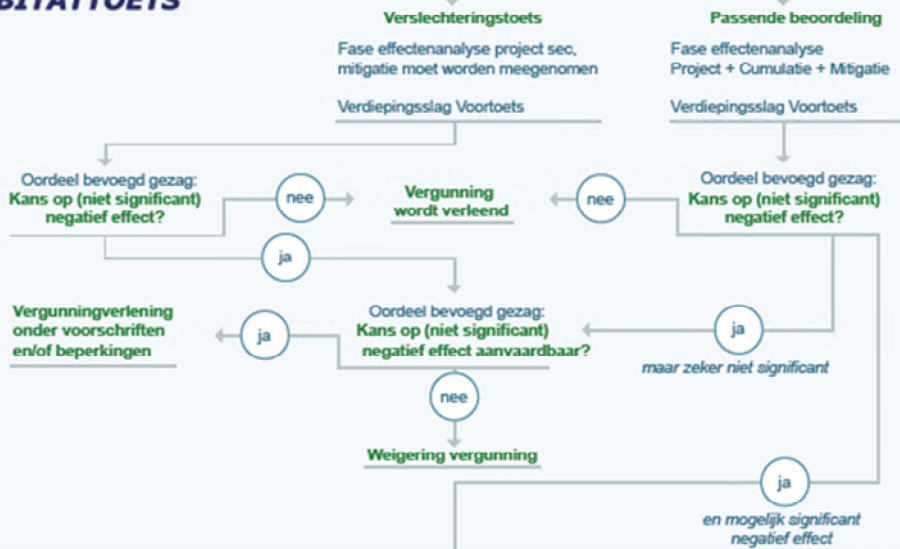 BITATTOETS
Verslechteringstoets
Fase effectenanalyse project sec,
mitigatie moet worden meegenomen
Verdiepingsslag Voortoets
Passende beoordeling
Fase effectenanalyse
Project + Cumulatie + Mitigatie
Verdiepingsslag Voortoets
Oordeel bevoegd gezag:
Kans op (niet significant)
negatief effect?
nee
Vergunning
wordt verleend
nee
Oordeel bevoegd gezag:
Kans op (niet significant)
negatief effect?
ja
Vergunningverlening
onder voorschriften
en/of beperkingen
ja
Oordeel bevoegd gezag:
Kans op (niet significant)
negatief effect aanvaardbaar?
ja
maar zeker niet significant
nee
Weigering vergunning
ja
en mogelijk significant
negatief effect